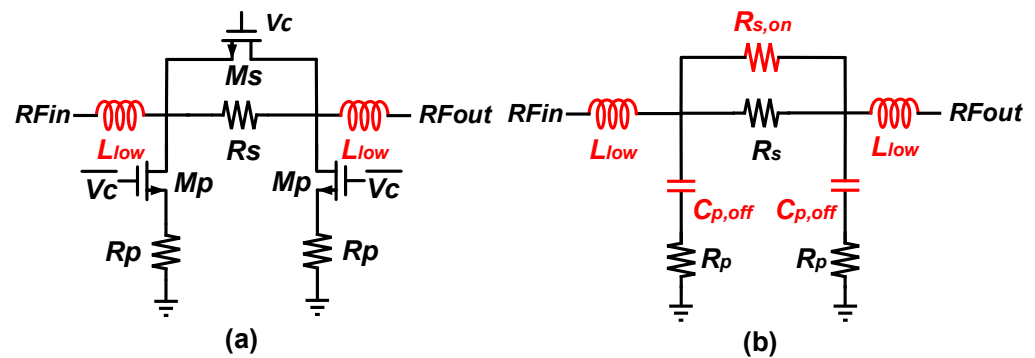 Vc
Ms
RFin
RFout
Llow
Rs
Llow
Vc
Mp
Mp
Vc
Rp
Rp
(a)
Rs,on
RFin
RFout
Llow
Rs
Llow
Cp,off
Cp,off
Rp
Rp
(b)